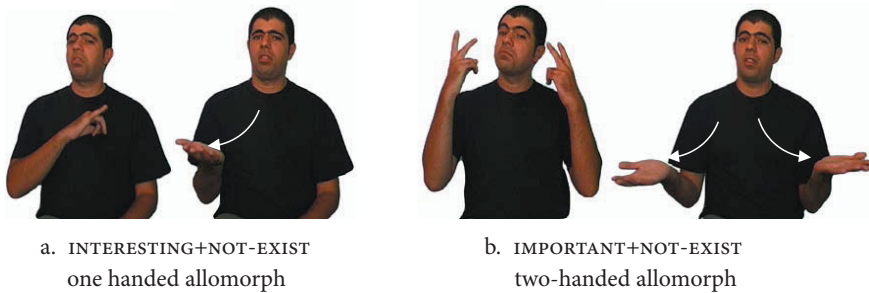 a. INTERESTING+NOT-EXIST
one handed allomorph
b. IMPORTANT+NOT-EXIST
two-handed allomorph